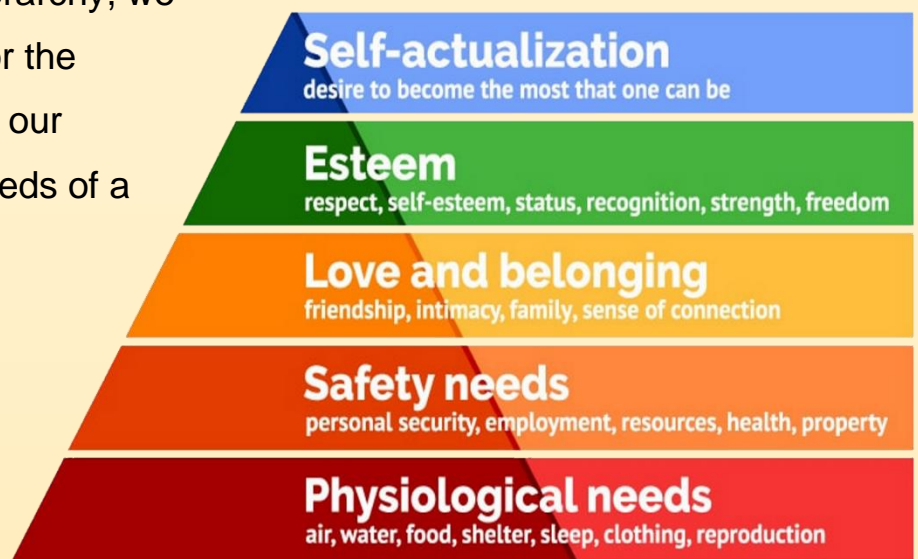 we
or the
our
eds of a
Self-actualization
desire to become the most that one can be
Esteem
respect, self-esteem, status, recognition, strength, freedom
Love and belonging
friendship, intimacy, family, sense of connection
Safety needs
personal security, employment, resources, health, property
Physiological needs
air, water, food, shelter, sleep, clothing, reproduction